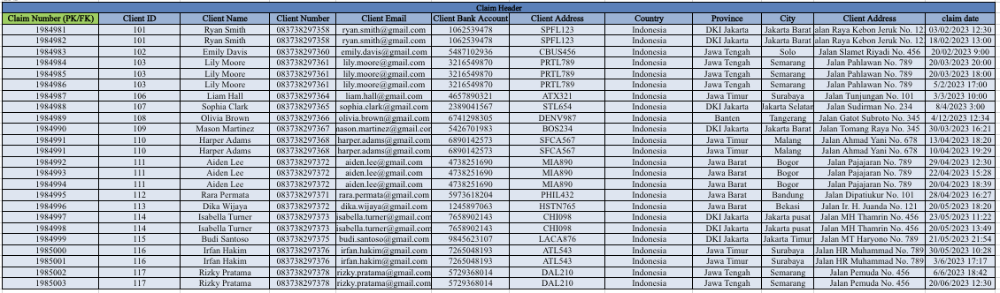 Claim Header
Claim Number (PK/FK) Client ID Client Name Client Number Client Email Client Bank Account Client Address Country Province City Client Address claim date
1984981 101 Ryan Smith 083738297358 ryan.smith@gmail.com 1062539478 SPFL123 Indonesia DKI Jakarta Jakarta Barat alan Raya Kebon Jeruk No. 12 03/02/2023 12:30
1984982 101 Ryan Smith 083738297358 ryan.smith@gmail.com 1062539478 SPFL123 Indonesia DKI Jakarta Jakarta Barat alan Raya Kebon Jeruk No. 12 18/02/2023 13:00
1984983 102 Emily Davis 083738297360 emily.davis@gmail.com 5487102936 CBUS456 Indonesia Jawa Tengah Solo Jalan Slamet Riyadi No. 456 20/02/2023 9:00
1984984 103 Lily Moore 083738297361 lily.moore@gmail.com 3216549870 PRTL789 Indonesia Jawa Tengah Semarang Jalan Pahlawan No. 789 20/03/2023 20:00
1984985 103 Lily Moore 083738297361 lily.moore@gmail.com 3216549870 PRTL789 Indonesia Jawa Tengah Semarang Jalan Pahlawan No. 789 20/03/2023 18:00
1984986 103 Lily Moore 083738297361 lily.moore@gmail.com 3216549870 PRTL789 Indonesia Jawa Tengah Semarang Jalan Pahlawan No. 789 5/2/2023 17:00
1984987 106 Liam Hall 083738297364 liam.hall@gmail.com 4657890321 ATX321 Indonesia Jawa Timur Surabaya Jalan Tunjungan No. 101 3/3/2023 10:00
1984988 107 Sophia Clark 083738297365 sophia.clark@gmail.com 2389041567 STL654 Indonesia DKI Jakarta Jakarta Selatan Jalan Sudirman No. 234 8/4/2023 3:00
1984989 108 Olivia Brown 083738297366 olivia.brown@gmail.com 6741298305 DENV987 Indonesia Banten Tangerang Jalan Gatot Subroto No. 345 4/12/2023 12:34
1984990 109 Mason Martinez 083738297367 nason.martinez@gmail.com 5426701983 BOS234 Indonesia DKI Jakarta Jakarta Barat Jalan Tomang Raya No. 345 30/03/2023 16:21
1984991 110 Harper Adams 083738297368 harper.adams@gmail.com 6890142573 SFCA567 Indonesia Jawa Timur Malang Jalan Ahmad Yani No. 678 13/04/2023 18:20
1984991 110 Harper Adams 083738297368 harper.adams@gmail.com 6890142573 SFCA567 Indonesia Jawa Timur Malang Jalan Ahmad Yani No. 678 10/04/2023 19:29
1984992 111 Aiden Lee 083738297372 aiden.lee@gmail.com 4738251690 MIA890 Indonesia Jawa Barat Bogor Jalan Pajajaran No. 789 29/04/2023 12:30
1984993 111 Aiden Lee 083738297372 aiden.lee@gmail.com 4738251690 MIA890 Indonesia Jawa Barat Bogor Jalan Pajajaran No. 789 22/04/2023 15:28
1984994 111 Aiden Lee 083738297372 aiden.lee@gmail.com 4738251690 MIA890 Indonesia Jawa Barat Bogor Jalan Pajajaran No. 789 20/04/2023 18:39
1984995 112 Rara Permata 083738297371 rara.permata@gmail.com 5973618204 PHIL432 Indonesia Jawa Barat Bandung Jalan Dipatiukur No. 101 28/04/2023 16:27
1984996 113 Dika Wijaya 083738297372 dika.wijaya@gmail.com 1245897063 HSTN765 Indonesia Jawa Barat Bekasi Jalan Ir. H. Juanda No. 121 20/05/2023 18:20
1984997 114 Isabella Turner 083738297373 isabella.turner@gmail.com 7658902143 CHI098 Indonesia DKI Jakarta Jakarta pusat Jalan MH Thamrin No. 456 23/05/2023 11:22
1984998 114 Isabella Turner 083738297373 isabella.turner@gmail.com 7658902143 CHI098 Indonesia DKI Jakarta Jakarta pusat Jalan MH Thamrin No. 456 20/05/2023 13:49
1984999 115 Budi Santoso 083738297375 budi.santoso@gmail.com 9845623107 LACA876 Indonesia DKI Jakarta Jakarta Timur Jalan MT Haryono No. 789 21/05/2023 21:54
1985000 116 Irfan Hakim 083738297376 irfan.hakim@gmail.com 7265048193 ATL543 Indonesia Jawa Timur Surabaya Jalan HR Muhammad No. 789 30/05/2023 10:28
1985001 116 Irfan Hakim 083738297376 irfan.hakim@gmail.com 7265048193 ATL543 Indonesia Jawa Timur Surabaya Jalan HR Muhammad No. 789 3/6/2023 17:17
1985002 117 Rizky Pratama 083738297378 rizky.pratama@gmail.com 5729368014 DAL210 Indonesia Jawa Tengah Semarang Jalan Pemuda No. 456 6/6/2023 18:42
1985003 117 Rizky Pratama 083738297378 rizky.pratama@gmail.com 5729368014 DAL210 Indonesia Jawa Tengah Semarang Jalan Pemuda No. 456 20/06/2023 12:30